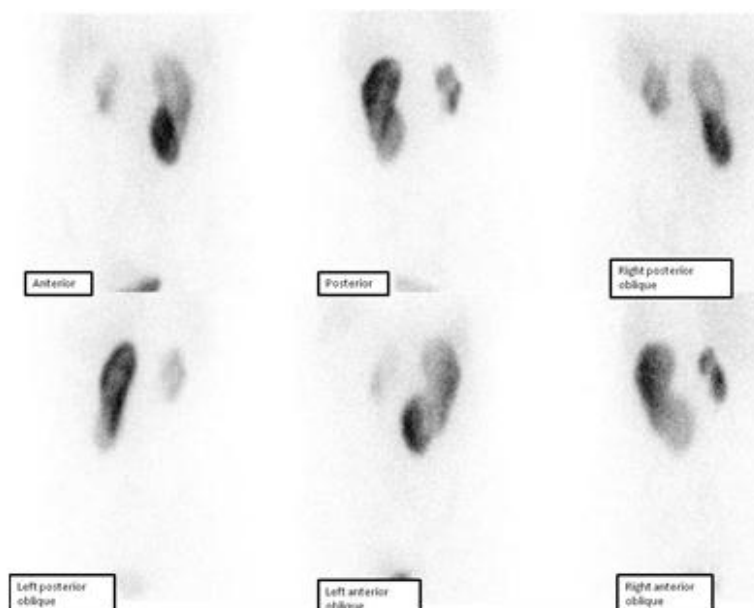 Anterior
Posterior
Right posterior
oblique
Left posterior
oblique
Left anterior
oblique
Right anterior
oblique